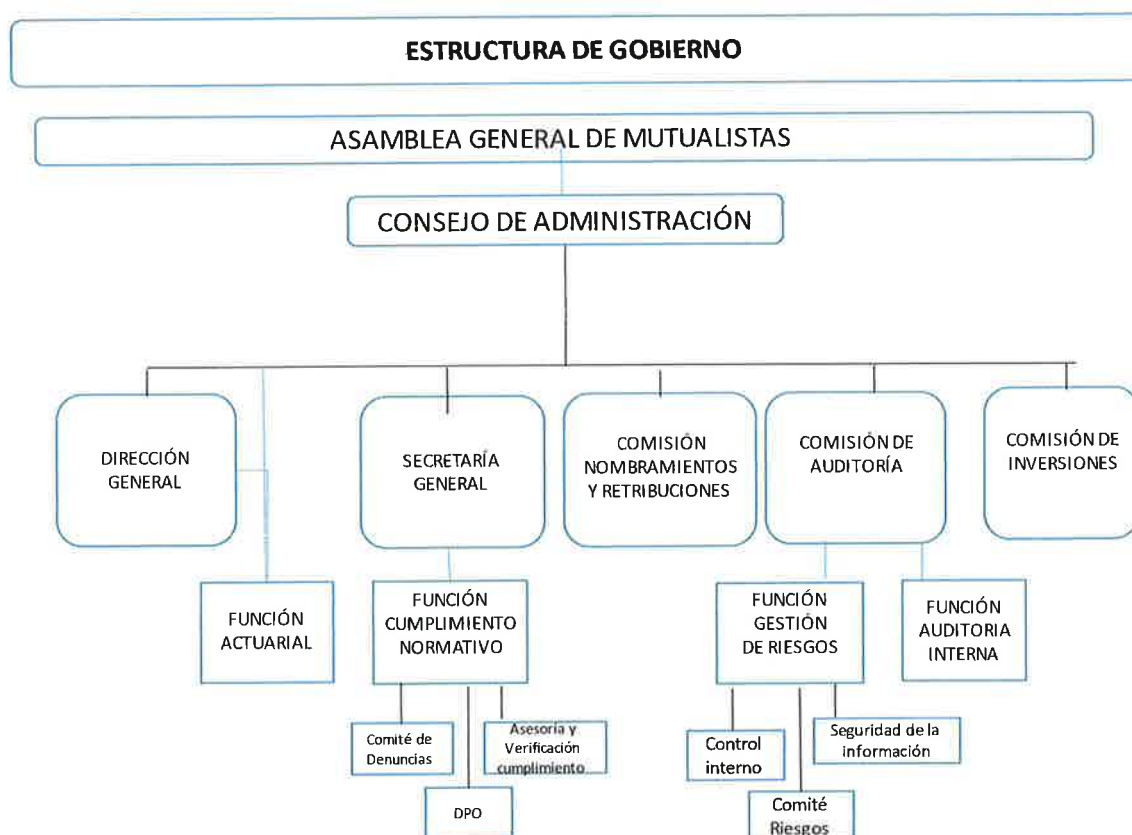 ESTRUCTURA DE GOBIERNO
ASAMBLEA GENERAL DE MUTUALISTAS
CONSEJO DE ADMINISTRACIÓN
DIRECCIÓN
GENERAL
SECRETARÍA
GENERAL
COMISIÓN
NOMBRAMIENTOS
Y RETRIBUCIONES
COMISIÓN DE
AUDITORÍA
COMISIÓN DE
INVERSIONES
FUNCIÓN
ACTUARIAL
FUNCIÓN
CUMPLIMIENTO
NORMATIVO
FUNCIÓN
GESTIÓN
DE RIESGOS
FUNCIÓN
AUDITORIA
INTERNA
Comité de
Denuncias
Asesoría y
Verificación
cumplimiento
DPO
Control
interno
Seguridad de la
información
Comité
Riesgos